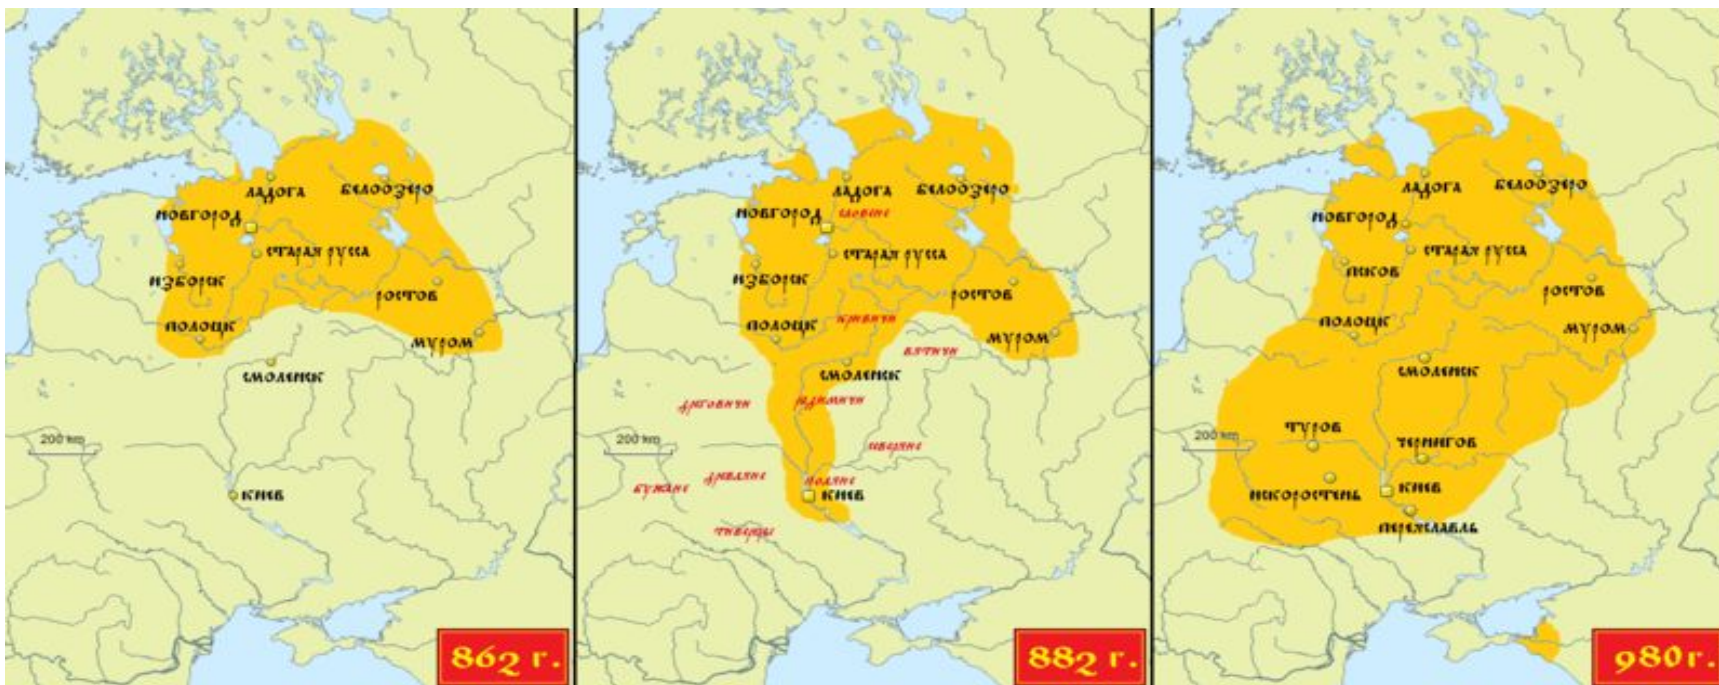 ЛАДОГА
БЕЛООЗЕРО
НОВГОРОД
СТАРАЯ РУССА
ИЗБОРСК
РОСТОВ
ПОЛОЦК
МУРОМ
СМОЛЕНСК
200 km
КИЕВ
862 г.
ЛАДОГА
БЕЛООЗЕРО
НОВГОРОД
словене
СТАРАЯ РУССА
ИЗБОРСК
РОСТОВ
кривичи
ПОЛОЦК
МУРОМ
вятичи
СМОЛЕНСК
дреговичи
радимичи
200 km
северяне
древляне
поляне
бужане
КИЕВ
тиверцы
882 г.
ЛАДОГА
БЕЛООЗЕРО
НОВГОРОД
СТАРАЯ РУССА
ПСКОВ
РОСТОВ
ПОЛОЦК
МУРОМ
СМОЛЕНСК
ТУРОВ
200 km
ЧЕРНИГОВ
ИСКОРОСТЕНЬ
КИЕВ
ПЕРЕЯСЛАВЛЬ
980 г.